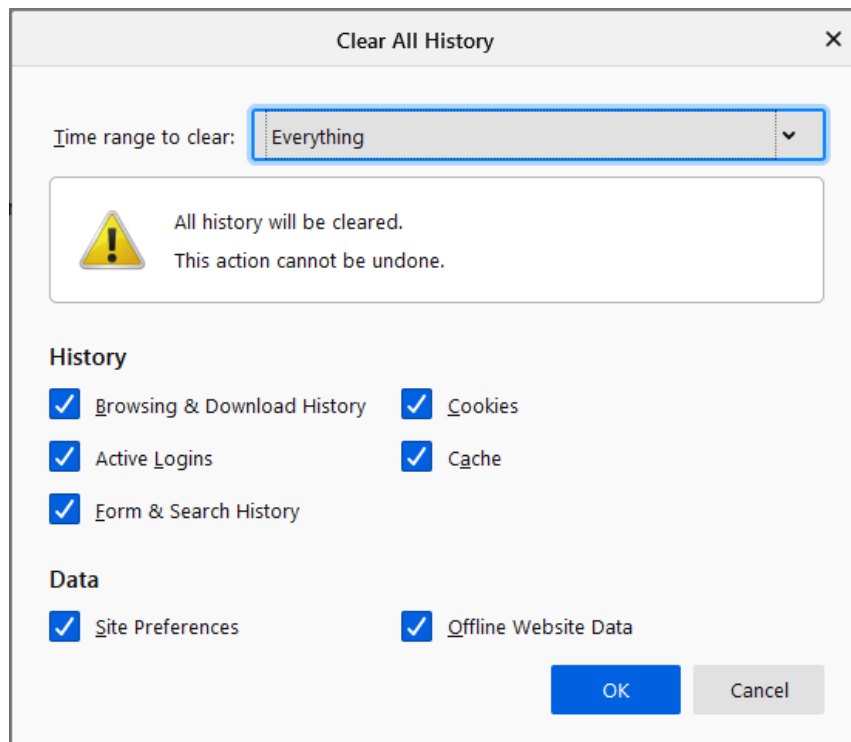 Clear All History
Time range to clear: Everything
All history will be cleared.
This action cannot be undone.
History
Browsing & Download History Cookies
Active Logins Cache
Form & Search History
Data
Site Preferences Offline Website Data
OK Cancel